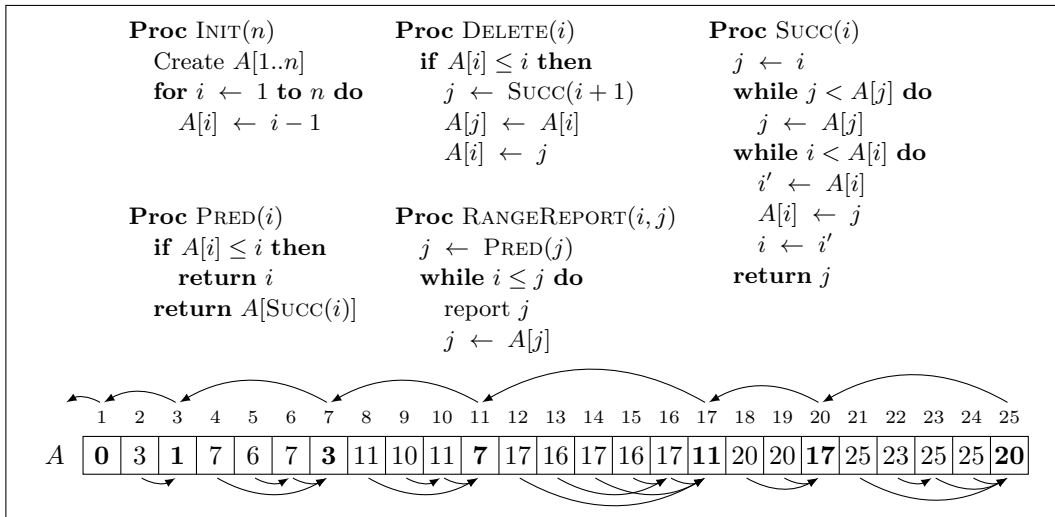 Proc INIT(n)
Create A[1..n]
for i ← 1 to n do
A[i] ← i − 1
Proc DELETE(i)
if A[i] ≤ i then
j ← SUCC(i + 1)
A[j] ← A[i]
A[i] ← j
Proc SUCC(i)
j ← i
while j < A[j] do
j ← A[j]
while i < A[i] do
i′ ← A[i]
A[i] ← j
i ← i′
return j
Proc PRED(i)
if A[i] ≤ i then
return i
return A[SUCC(i)]
Proc RANGEREPORT(i, j)
j ← PRED(j)
while i ≤ j do
report j
j ← A[j]
1 2 3 4 5 6 7 8 9 10 11 12 13 14 15 16 17 18 19 20 21 22 23 24 25
A 0 3 1 7 6 7 3 11 10 11 7 17 16 17 16 17 11 20 20 17 25 23 25 25 20